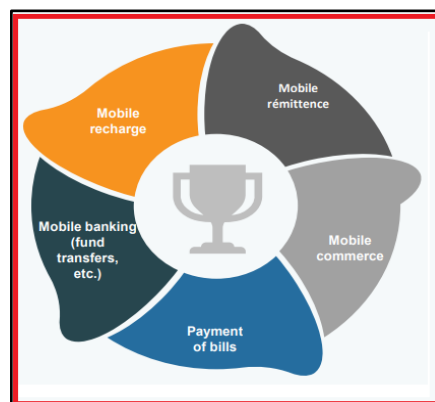 Mobile
rémittence
Mobile
recharge
Mobile
commerce
Mobile banking
(fund
transfers,
etc.)
Payment
of bills